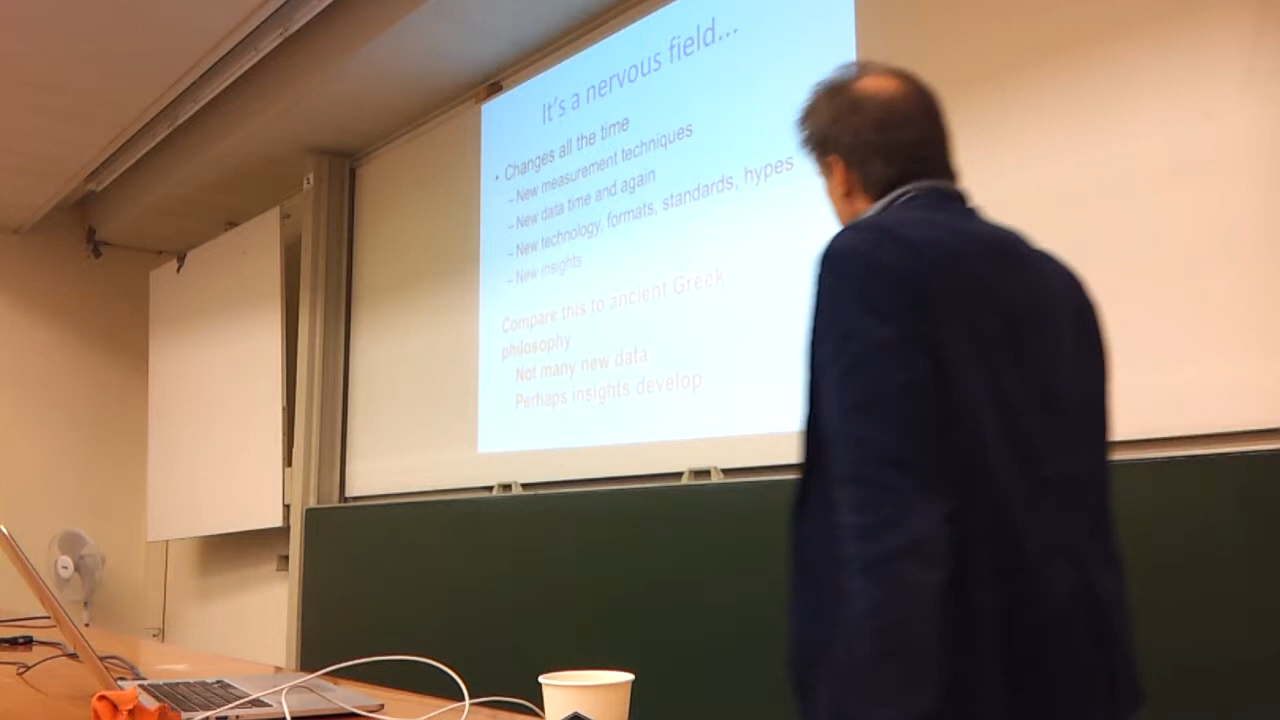 It's a nervous field...
• Changes all the time
– New measurement techniques
– New data time and again
– New technology, formats, standards, hypes
– New insights
Compare this to ancient Greek
philosophy
Not many new data
Perhaps insights develop